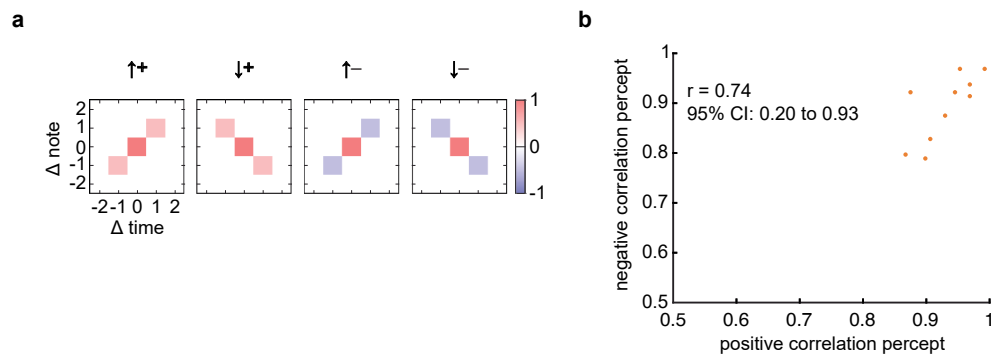 a
↑+ ↓+ ↑– ↓–
Δ note
2
1
0
-1
-2
-2 -1 0 1 2
Δ time
1
0
-1
b
negative correlation percept
1
0.9
0.8
0.7
0.6
0.5
r = 0.74
95% CI: 0.20 to 0.93
0.5 0.6 0.7 0.8 0.9 1
positive correlation percept